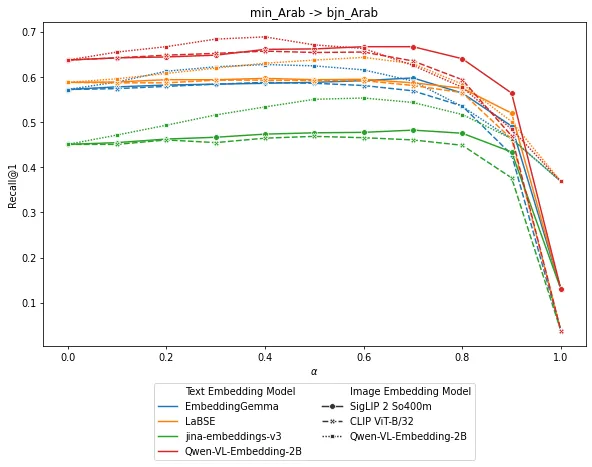 min_Arab -> bjn_Arab
Recall@1
0.7
0.6
0.5
0.4
0.3
0.2
0.1
0.0
0.2
0.4
0.6
0.8
1.0
α
Text Embedding Model
EmbeddingGemma
LaBSE
jina-embeddings-v3
Qwen-VL-Embedding-2B
Image Embedding Model
SigLIP 2 So400m
CLIP ViT-B/32
Qwen-VL-Embedding-2B